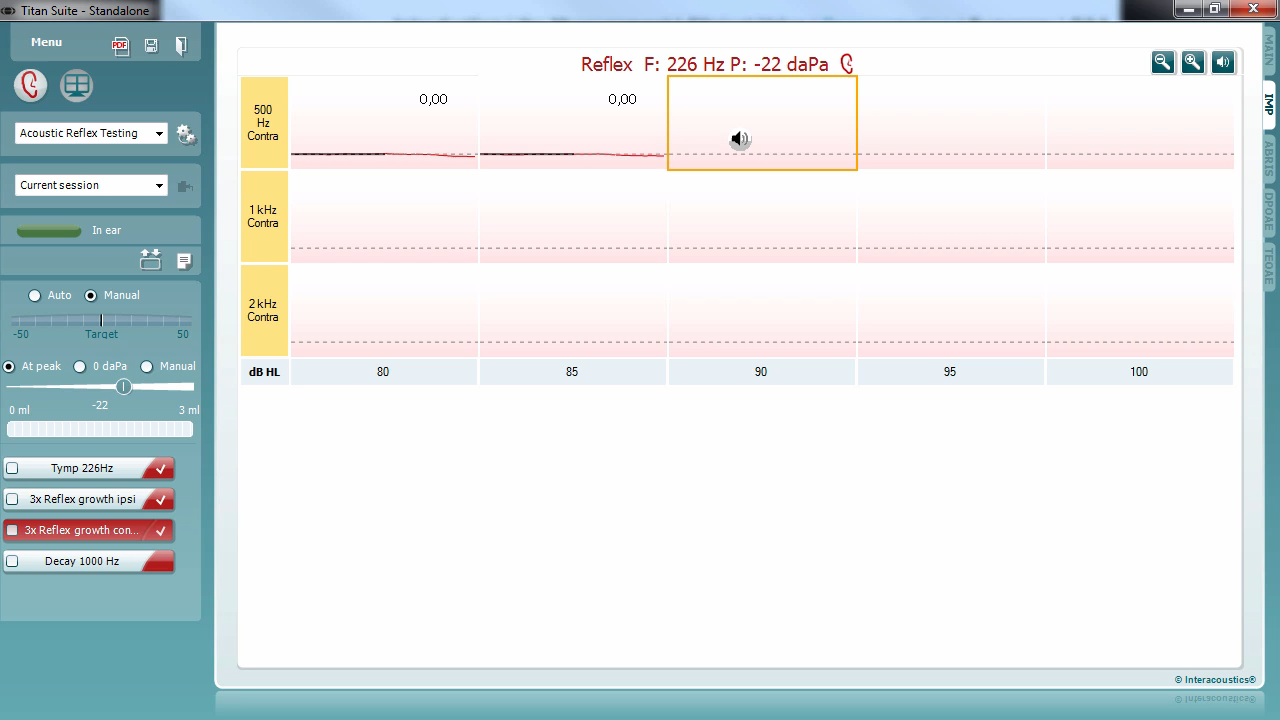 Titan Suite - Standalone
Menu
PDF
Acoustic Reflex Testing
Current session
In ear
Auto
Manual
-50
Target
50
At peak
0 daPa
Manual
0 ml
-22
3 ml
Tymp 226Hz
3x Reflex growth ipsi
3x Reflex growth con...
Decay 1000 Hz
Reflex F: 226 Hz P: -22 daPa
500
Hz
Contra
0,00
0,00
1 kHz
Contra
2 kHz
Contra
dB HL
80
85
90
95
100
MAIN
IMP
ABRIS
DPOAE
TEOAE
© Interacoustics®